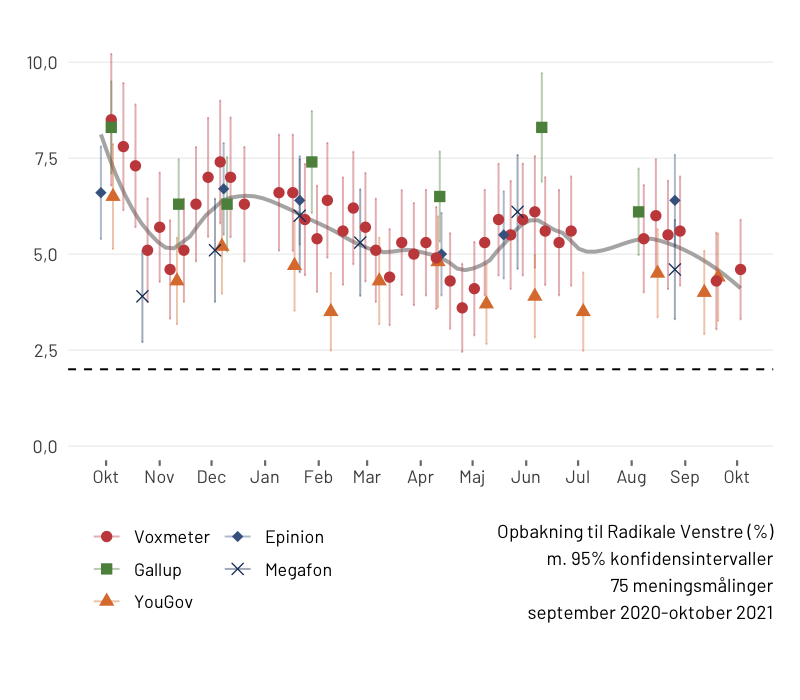 10,0
7,5
5,0
2,5
0,0
Okt Nov Dec Jan Feb Mar Apr Maj Jun Jul Aug Sep Okt
Voxmeter Epinion
Gallup Megafon
YouGov
Opbakning til Radikale Venstre (%)
m. 95% konfidensintervaller
75 meningsmålinger
september 2020-oktober 2021